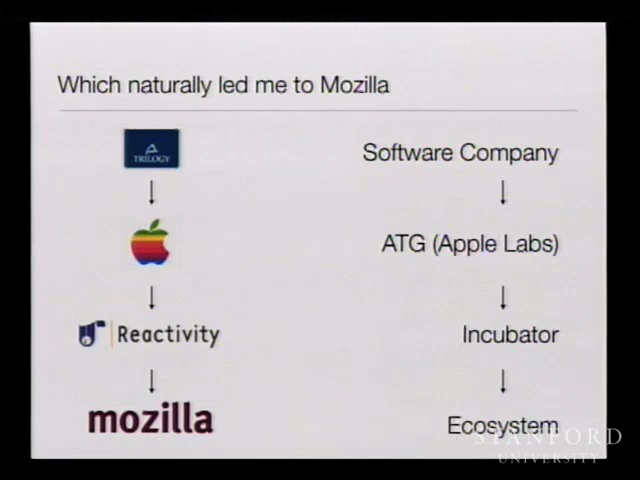 Which naturally led me to Mozilla
TRILOGY
Software Company
ATG (Apple Labs)
Reactivity
Incubator
mozilla
Ecosystem
STANFORD
UNIVERSITY